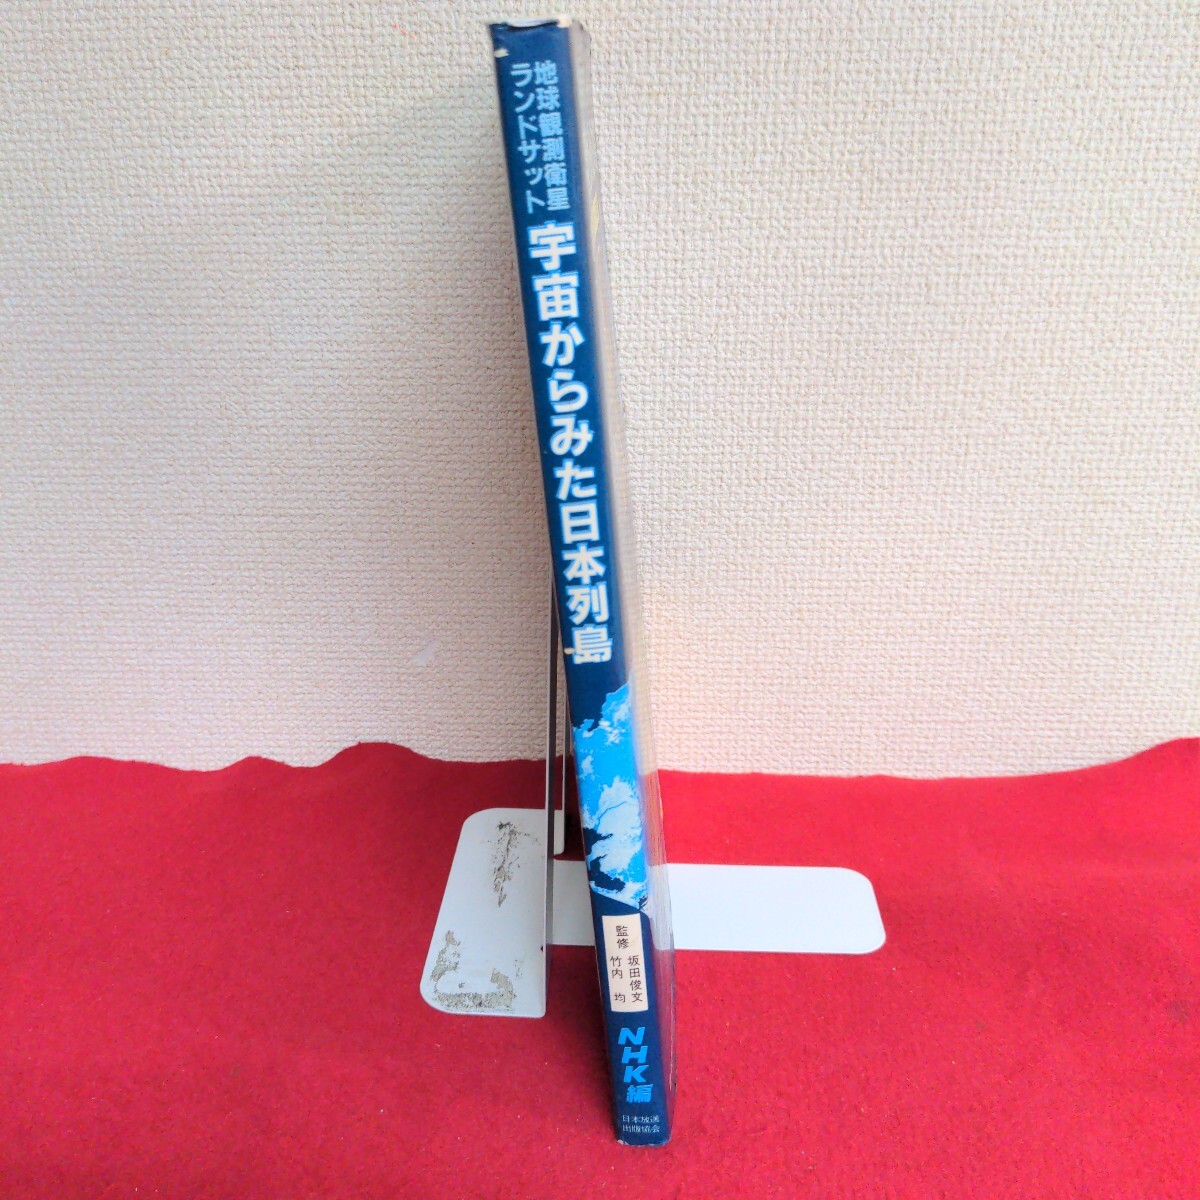 地球観測衛星
ランドサット
宇宙からみた日本列島
監修 坂田俊文
竹内 均
NHK編
日本放送
出版協会